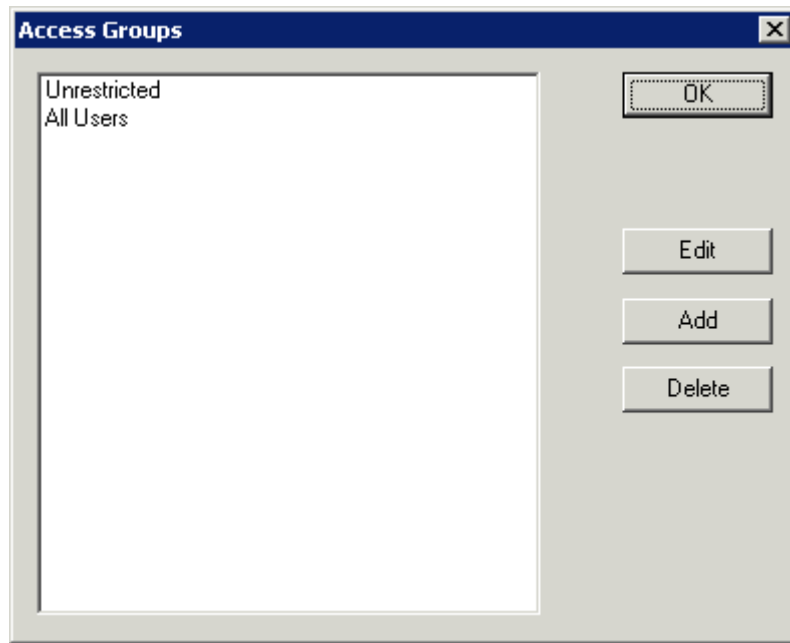 Access Groups
Unrestricted
All Users
OK
Edit
Add
Delete